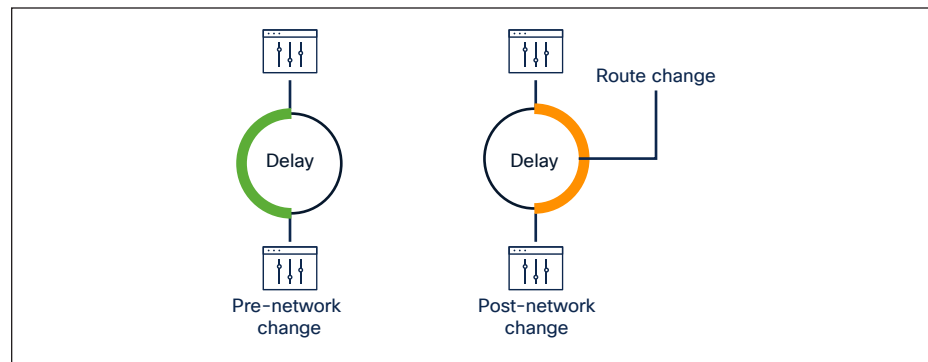 Route change
Delay
Delay
Pre-network
change
Post-network
change